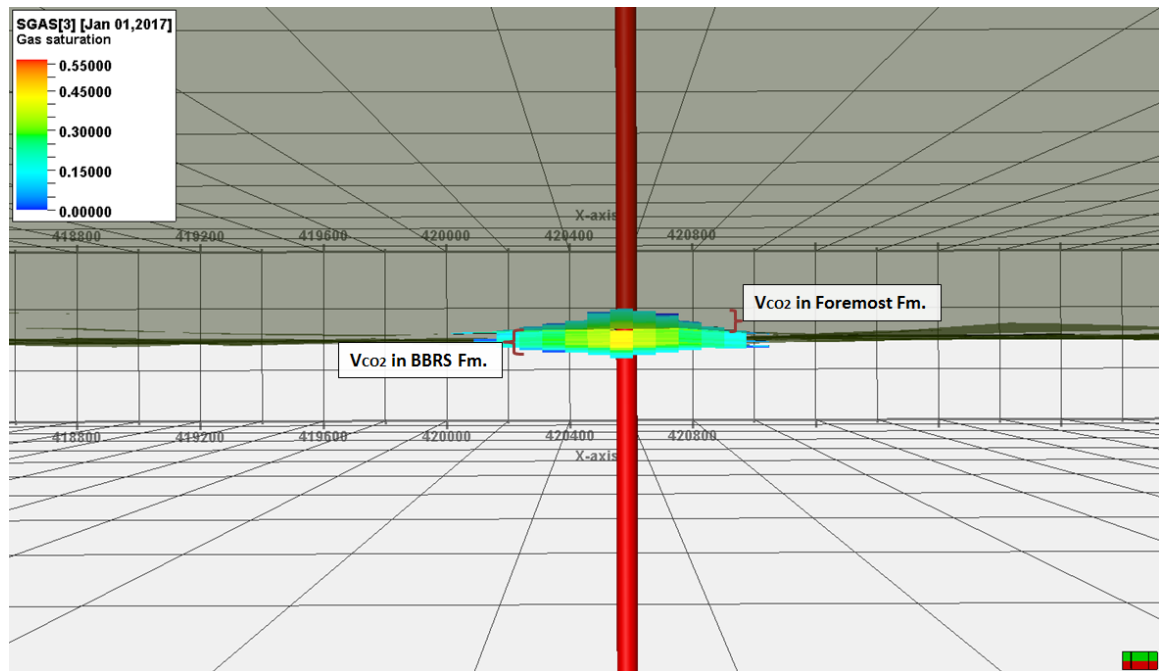 SGAS[3] [Jan 01,2017]
Gas saturation
0.55000
0.45000
0.30000
0.15000
0.00000
X-axis
418800 419200 419600 420000 420400 420800
VCO2 in Foremost Fm.
VCO2 in BBRS Fm.
418800 419200 419600 420000 420400 420800
X-axis